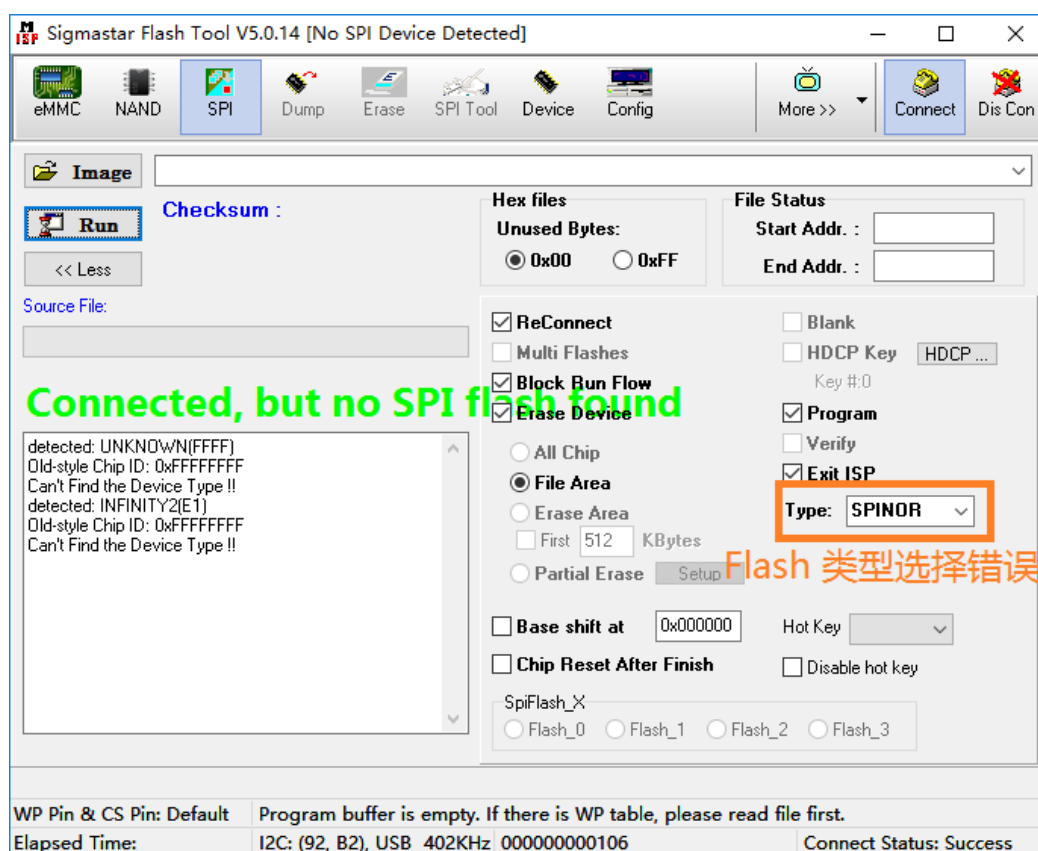 Sigmastar Flash Tool V5.0.14 [No SPI Device Detected]
eMMC NAND SPI Dump Erase SPI Tool Device Config More >> Connect Dis Con
Image
Run
Checksum :
<< Less
Hex files
Unused Bytes:
0x00 0xFF
File Status
Start Addr. :
End Addr. :
Source File:
Connected, but no SPI flash found
detected: UNKNOWN(FFFF)
Old-style Chip ID: 0xFFFFFFFF
Can't Find the Device Type !!
detected: INFINITY2(E1)
Old-style Chip ID: 0xFFFFFFFF
Can't Find the Device Type !!
ReConnect Blank
Multi Flashes HDCP Key HDCP ...
Block Run Flow Key #:0
Erase Device Program
All Chip Verify
File Area Exit ISP
Erase Area Type: SPINOR
First 512 KBytes
Flash 类型选择错误
Partial Erase Setup
Base shift at 0x000000 Hot Key
Chip Reset After Finish Disable hot key
SpiFlash_X
Flash_0 Flash_1 Flash_2 Flash_3
WP Pin & CS Pin: Default Program buffer is empty. If there is WP table, please read file first.
Elapsed Time: I2C: (92, B2), USB 402KHz 000000000106 Connect Status: Success